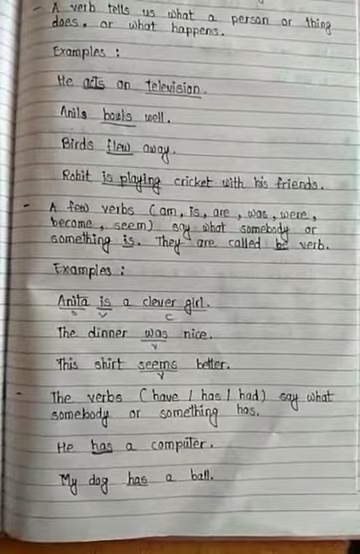 - A verb tells us what a person or thing
does. or what happens.
Examples :
He acts on television.
Anila bowls well.
Birds flew away.
Rohit is playing cricket with his friends.
- A few verbs (am, is, are, was, were,
become, seem) say what somebody or
something is. They are called be verb.
Examples :
Anita is a clever girl.
S V C
The dinner was nice.
V
This shirt seems better.
V
- The verbs (have / has / had) say what
somebody or something has.
He has a computer.
My dog has a ball.